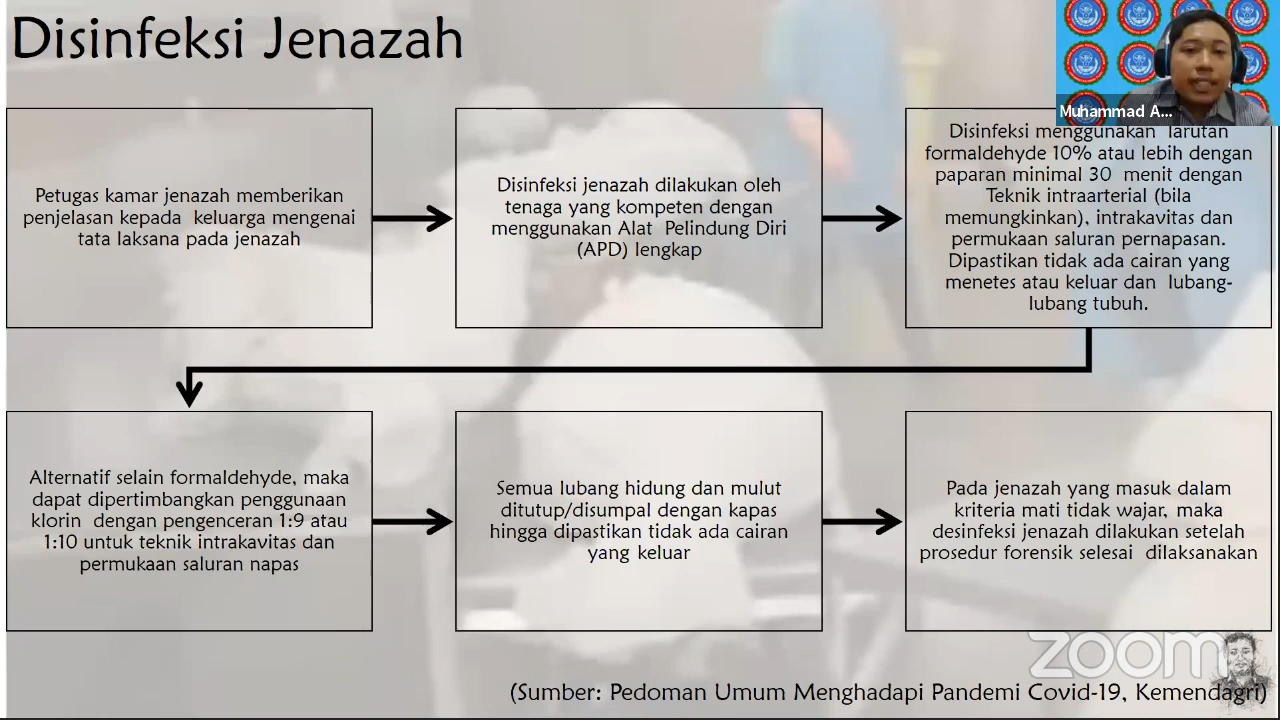 Disinfeksi Jenazah
Muhammad A...
Petugas kamar jenazah memberikan
penjelasan kepada keluarga mengenai
tata laksana pada jenazah
Disinfeksi jenazah dilakukan oleh
tenaga yang kompeten dengan
menggunakan Alat Pelindung Diri
(APD) lengkap
Disinfeksi menggunakan larutan
formaldehyde 10% atau lebih dengan
paparan minimal 30 menit dengan
Teknik intraarterial (bila
memungkinkan), intrakavitas dan
permukaan saluran pernapasan.
Dipastikan tidak ada cairan yang
menetes atau keluar dan lubang-
lubang tubuh.
Alternatif selain formaldehyde, maka
dapat dipertimbangkan penggunaan
klorin dengan pengenceran 1:9 atau
1:10 untuk teknik intrakavitas dan
permukaan saluran napas
Semua lubang hidung dan mulut
ditutup/disumpal dengan kapas
hingga dipastikan tidak ada cairan
yang keluar
Pada jenazah yang masuk dalam
kriteria mati tidak wajar, maka
desinfeksi jenazah dilakukan setelah
prosedur forensik selesai dilaksanakan
zoom
(Sumber: Pedoman Umum Menghadapi Pandemi Covid-19, Kemendagri)